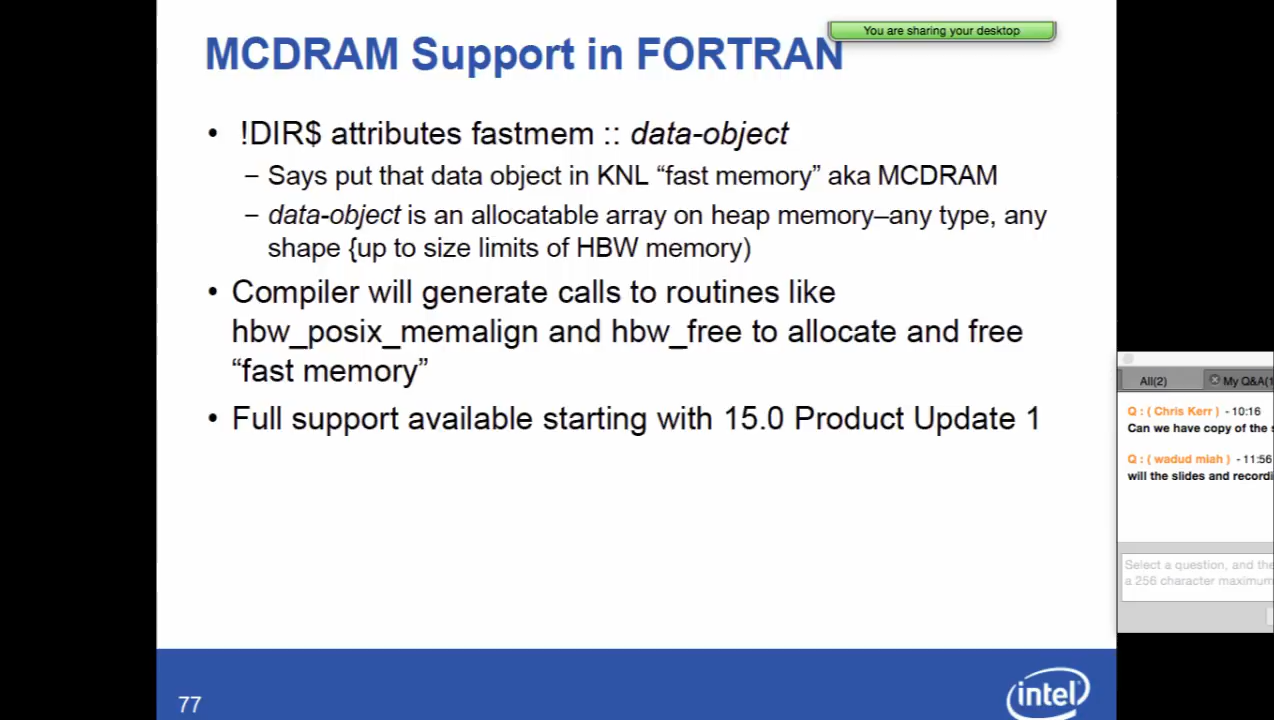 MCDRAM Support in FORTRAN
You are sharing your desktop
• !DIR$ attributes fastmem :: data-object
– Says put that data object in KNL “fast memory” aka MCDRAM
– data-object is an allocatable array on heap memory–any type, any
shape {up to size limits of HBW memory)
• Compiler will generate calls to routines like
hbw_posix_memalign and hbw_free to allocate and free
“fast memory”
• Full support available starting with 15.0 Product Update 1
All(2)
My Q&A(1
Q : ( Chris Kerr ) - 10:16
Can we have copy of the s
Q : ( wadud miah ) - 11:56
will the slides and recordi
Select a question, and the
a 256 character maximum
77
intel